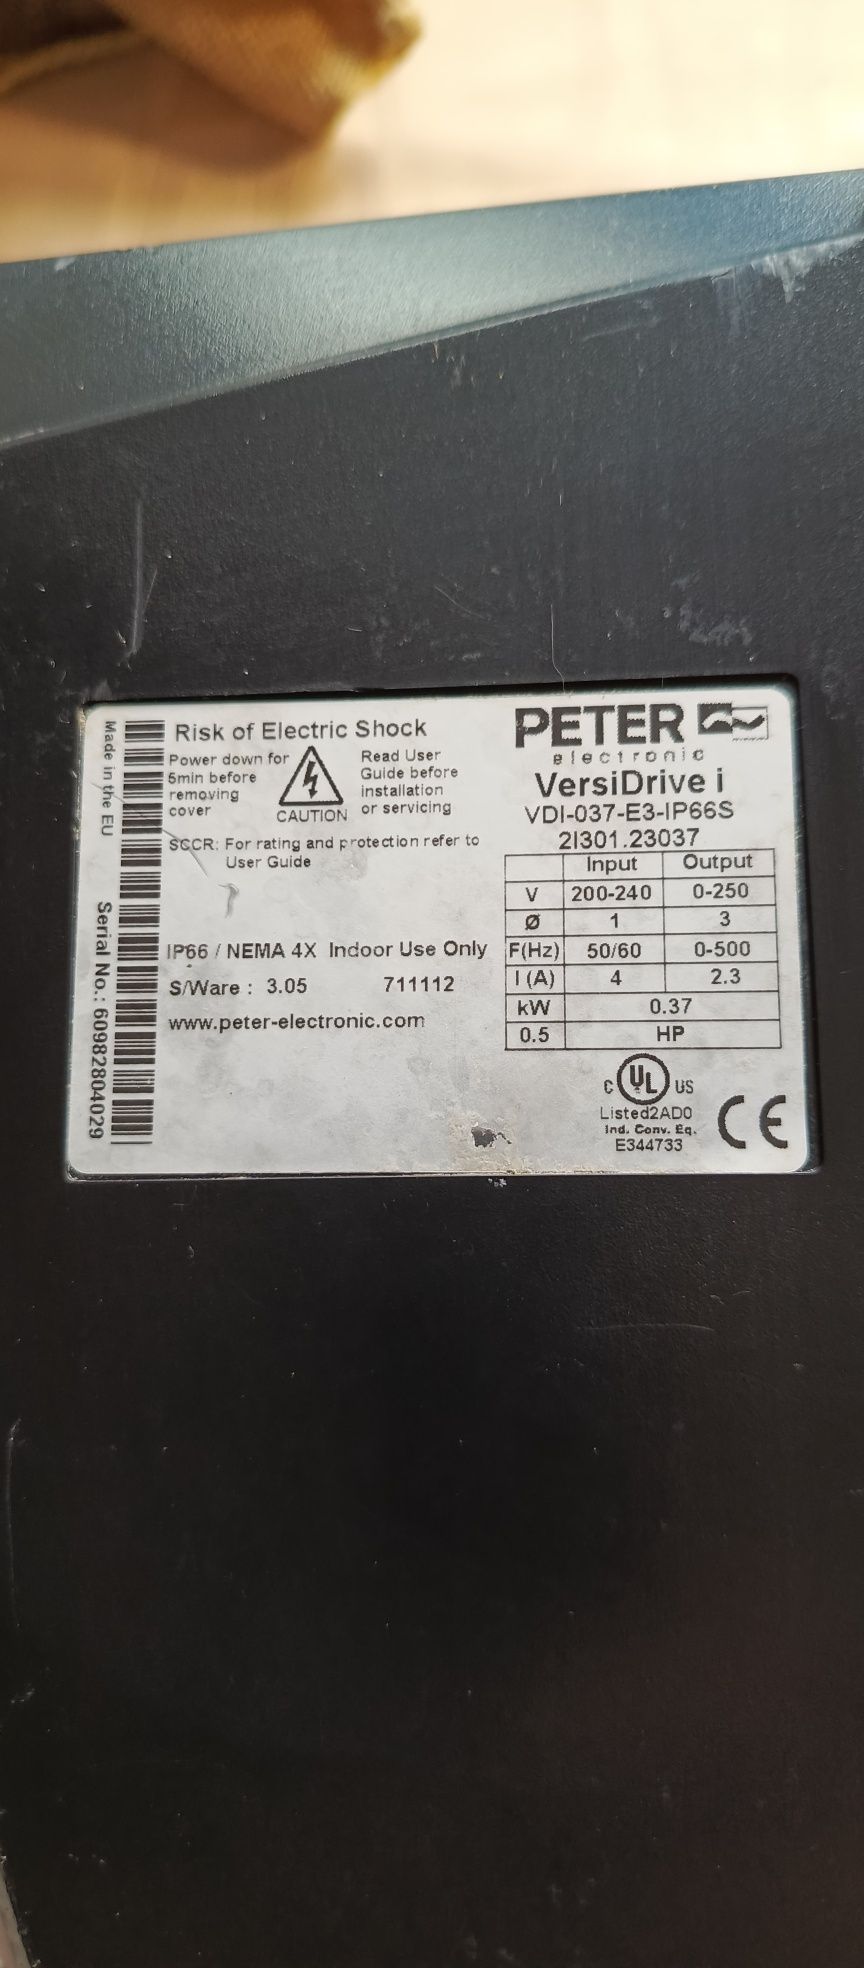 Made in the EU
Serial No.: 60982804029
Risk of Electric Shock
Power down for
5min before
removing
cover
CAUTION
Read User
Guide before
installation
or servicing
SCCR: For rating and protection refer to
User Guide
IP66 / NEMA 4X Indoor Use Only
S/Ware : 3.05 711112
www.peter-electronic.com
PETER
electronic
VersiDrive i
VDI-037-E3-IP66S
2I301.23037
Input Output
V 200-240 0-250
Ø 1 3
F(Hz) 50/60 0-500
I (A) 4 2.3
kW 0.37
0.5 HP
C UL US
Listed2AD0
Ind. Conv. Eq.
E344733
CE